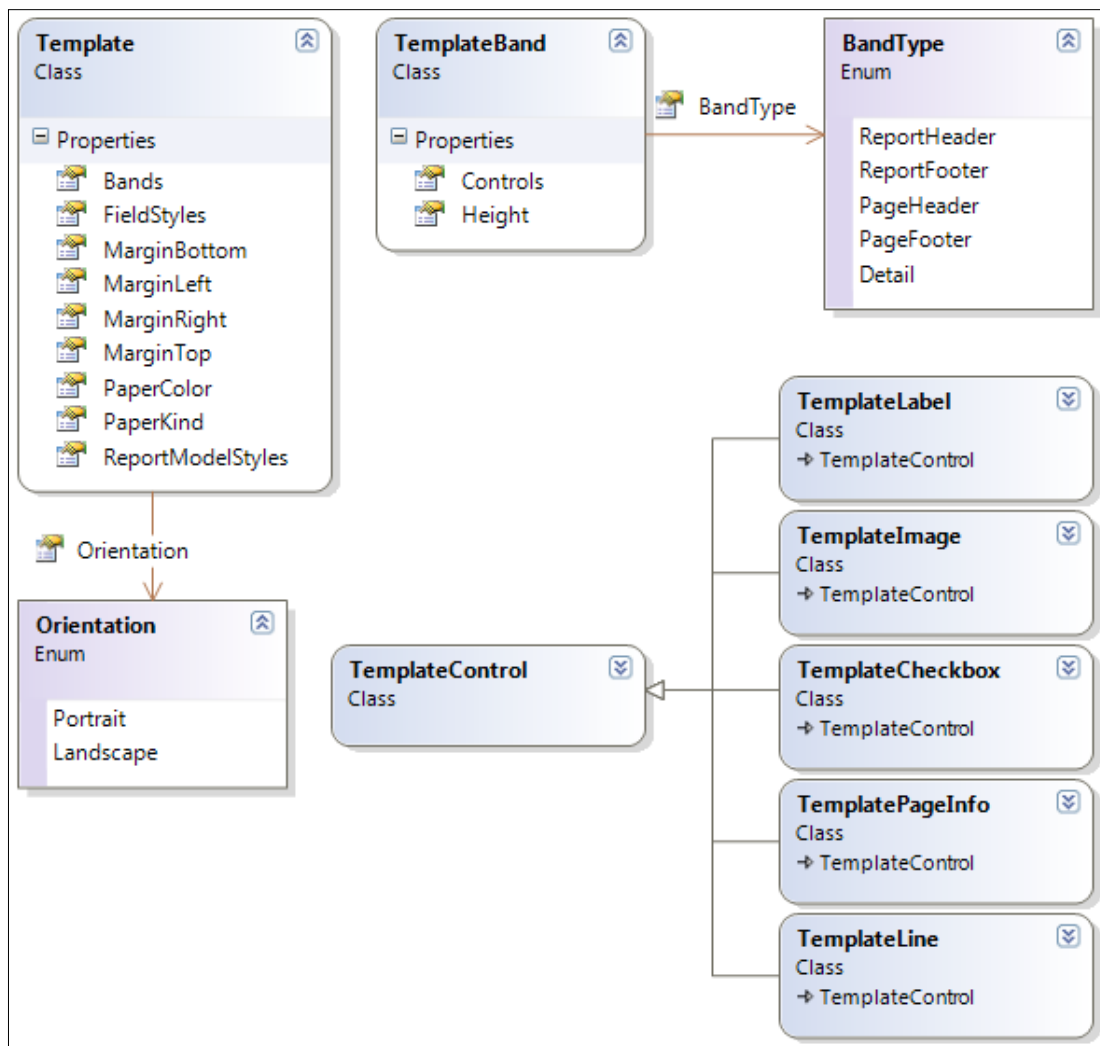 Template
Class
Properties
Bands
FieldStyles
MarginBottom
MarginLeft
MarginRight
MarginTop
PaperColor
PaperKind
ReportModelStyles
Orientation
Orientation
Enum
Portrait
Landscape
TemplateBand
Class
Properties
Controls
Height
BandType
BandType
Enum
ReportHeader
ReportFooter
PageHeader
PageFooter
Detail
TemplateControl
Class
TemplateLabel
Class
TemplateControl
TemplateImage
Class
TemplateControl
TemplateCheckbox
Class
TemplateControl
TemplatePageInfo
Class
TemplateControl
TemplateLine
Class
TemplateControl